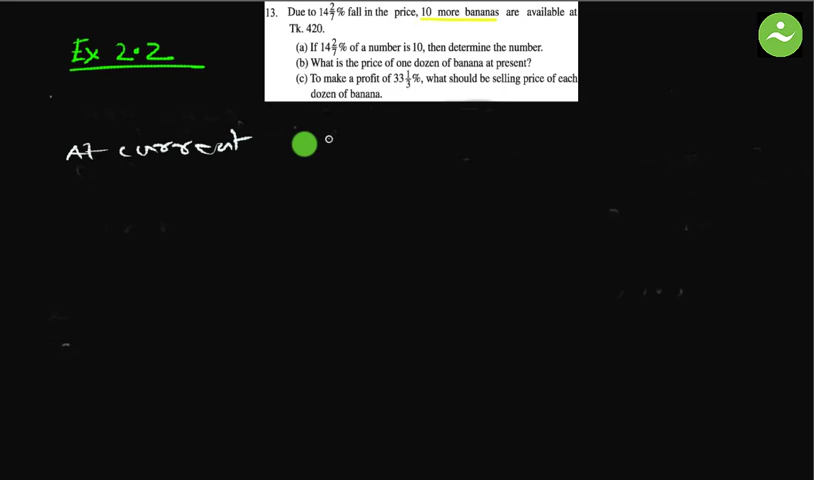 13. Due to 14 2/7 % fall in the price, 10 more bananas are available at
Tk. 420.
(a) If 14 2/7 % of a number is 10, then determine the number.
(b) What is the price of one dozen of banana at present?
(c) To make a profit of 33 1/3 %, what should be selling price of each
dozen of banana.
Ex 2.2
At current